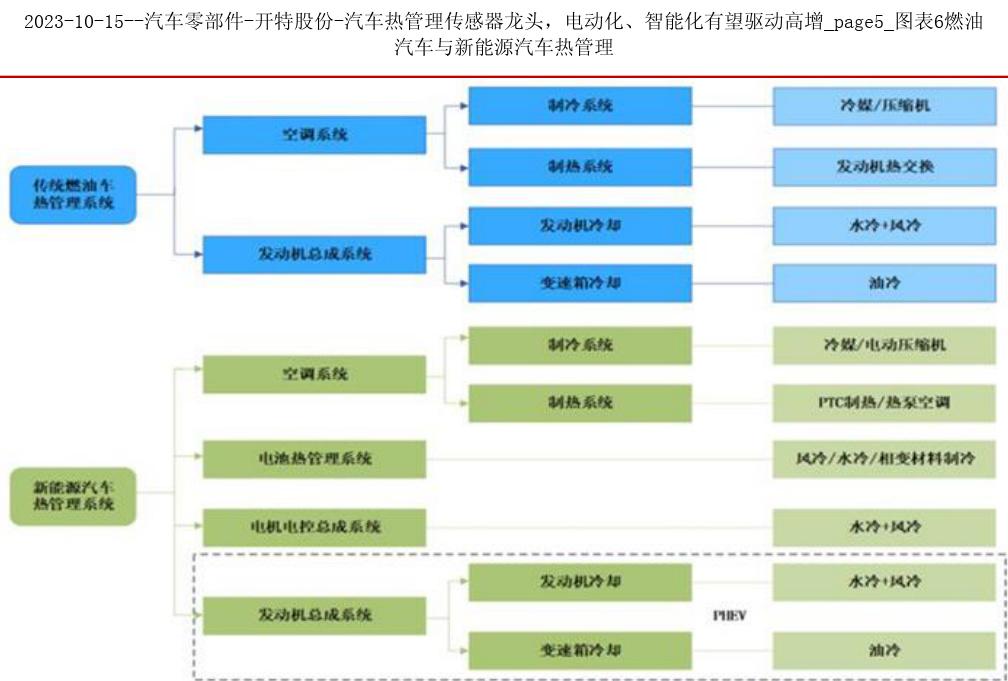 2023-10-15--汽车零部件-开特股份-汽车热管理传感器龙头，电动化、智能化有望驱动高增_page5_图表6燃油
汽车与新能源汽车热管理
传统燃油车
热管理系统
空调系统
制冷系统
冷媒/压缩机
制热系统
发动机热交换
发动机总成系统
发动机冷却
水冷+风冷
变速箱冷却
油冷
新能源汽车
热管理系统
空调系统
制冷系统
冷媒/电动压缩机
制热系统
PTC制热/热泵空调
电池热管理系统
风冷/水冷/相变材料制冷
电机电控总成系统
水冷+风冷
发动机总成系统
发动机冷却
水冷+风冷
PHEV
变速箱冷却
油冷